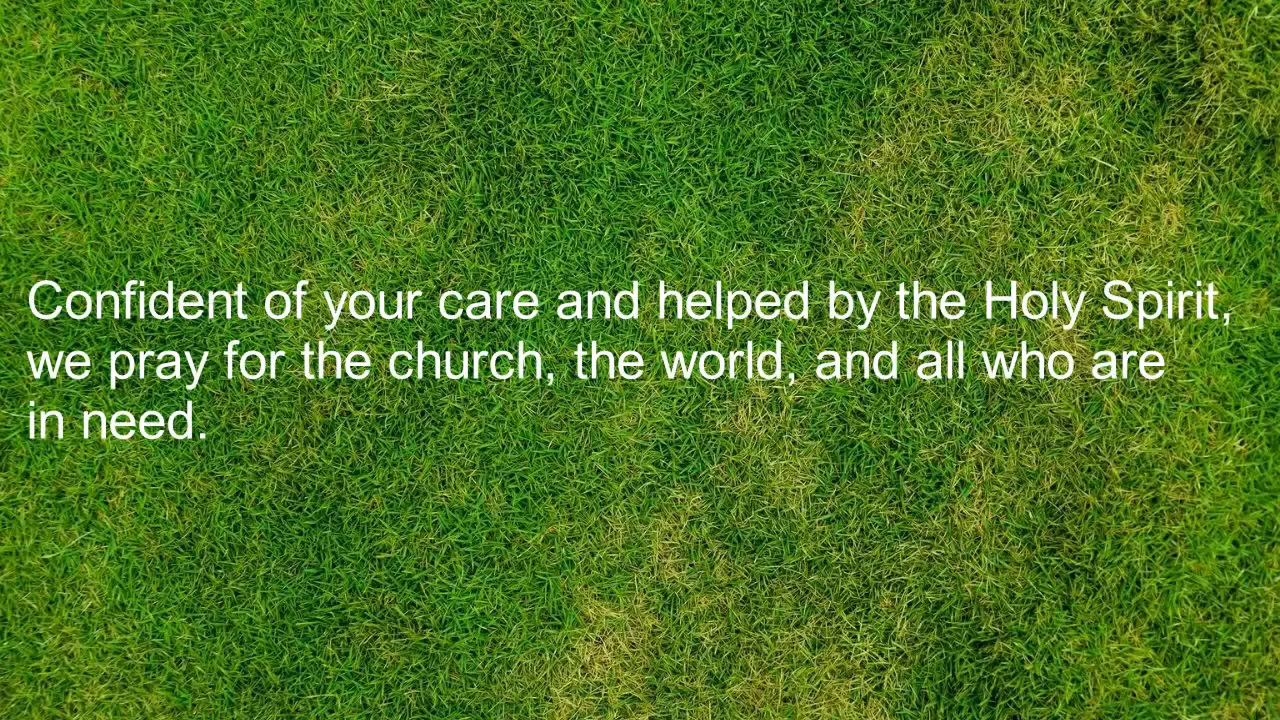 Confident of your care and helped by the Holy Spirit,
we pray for the church, the world, and all who are
in need.